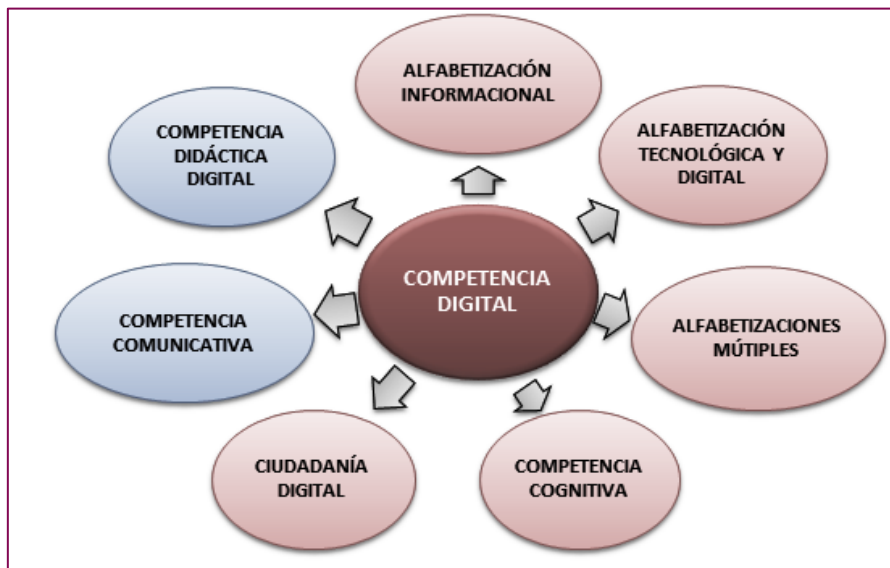 ALFABETIZACIÓN
INFORMACIONAL
COMPETENCIA
DIDÁCTICA
DIGITAL
ALFABETIZACIÓN
TECNOLÓGICA Y
DIGITAL
COMPETENCIA
DIGITAL
COMPETENCIA
COMUNICATIVA
ALFABETIZACIONES
MÚTIPLES
CIUDADANÍA
DIGITAL
COMPETENCIA
COGNITIVA